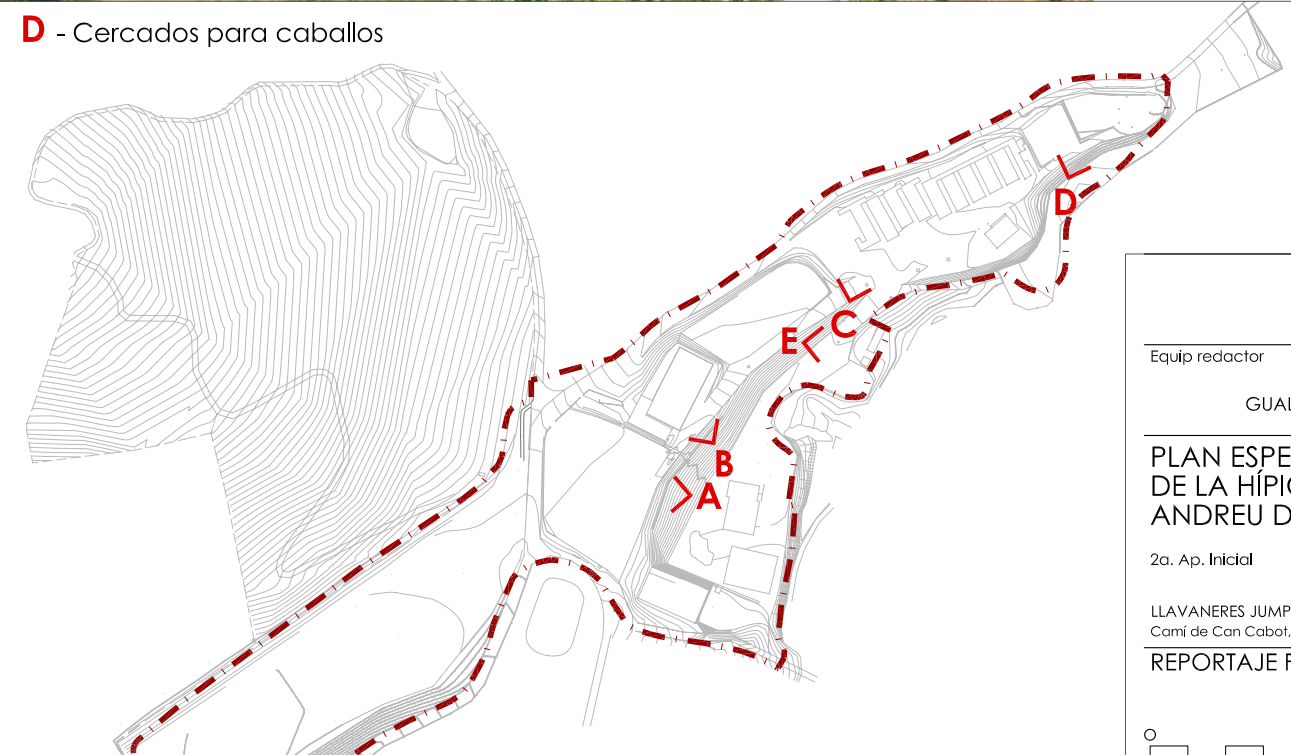 D - Cercados para caballos
D
C
E
B
A
Equip redactor
GUAL
PLAN ESPE
DE LA HÍPIC
ANDREU D
2a. Ap. Inicial
LLAVANERES JUMP
Camí de Can Cabot,
REPORTAJE F